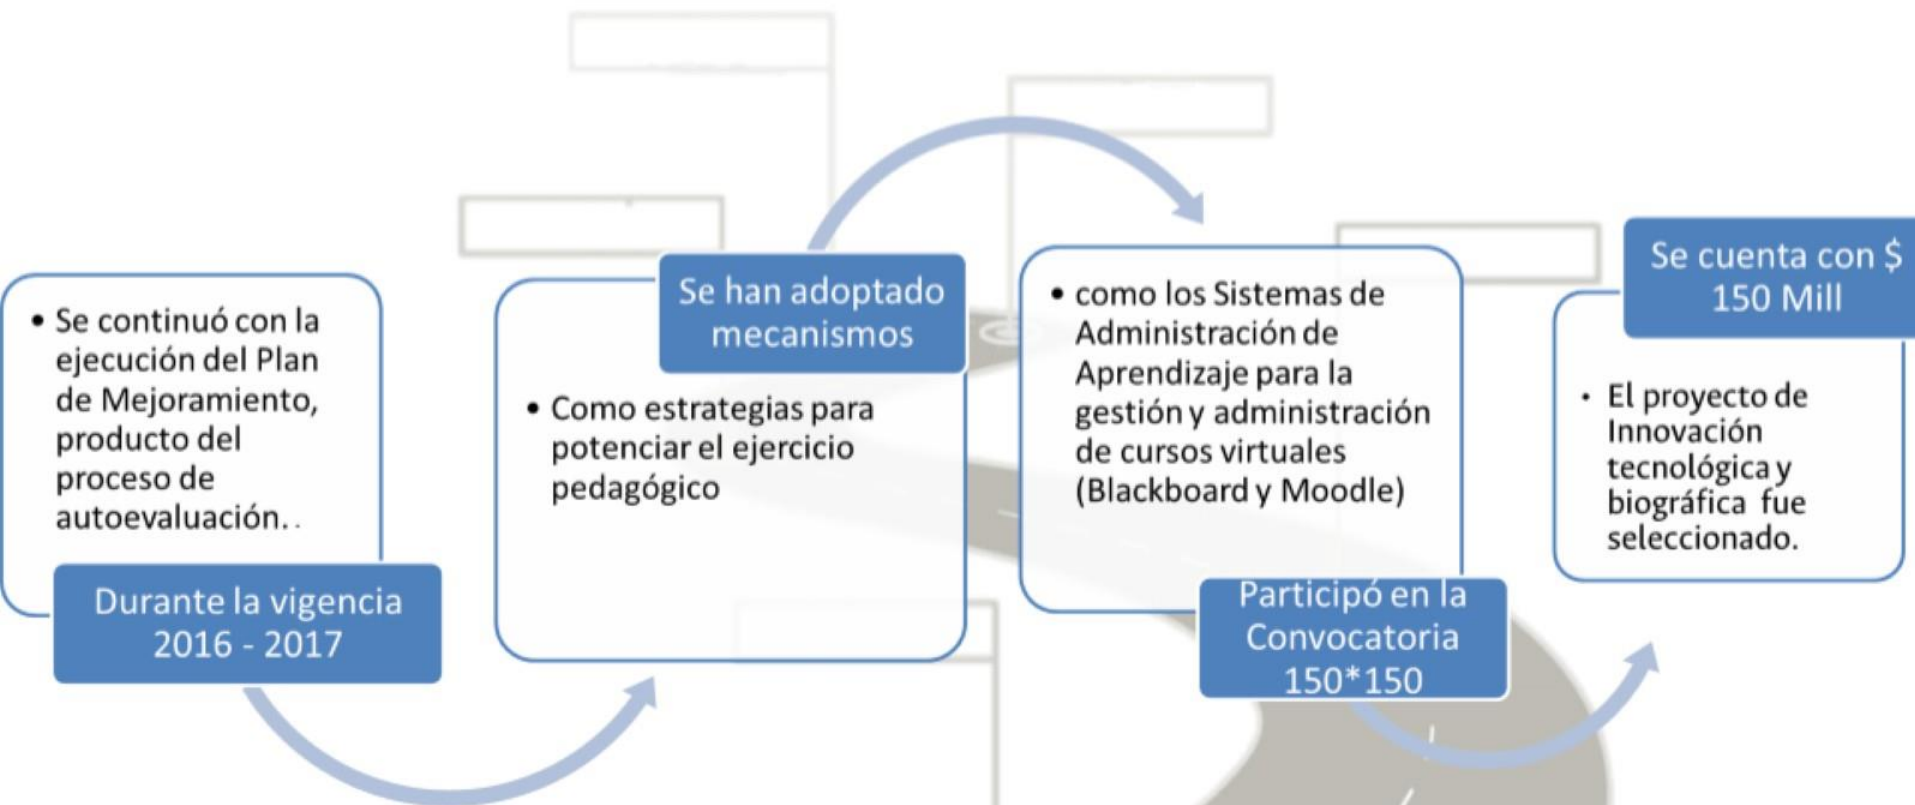 • Se continuó con la
ejecución del Plan
de Mejoramiento,
producto del
proceso de
autoevaluación. .
Durante la vigencia
2016 - 2017
Se han adoptado
mecanismos
• Como estrategias para
potenciar el ejercicio
pedagógico
• como los Sistemas de
Administración de
Aprendizaje para la
gestión y administración
de cursos virtuales
(Blackboard y Moodle)
Participó en la
Convocatoria
150*150
Se cuenta con $
150 Mill
• El proyecto de
Innovación
tecnológica y
biográfica fue
seleccionado.